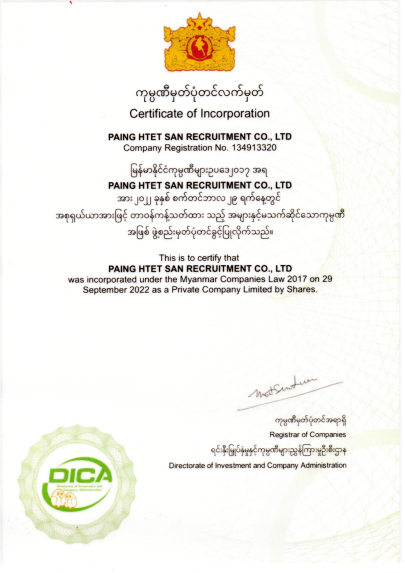 ကုမ္ပဏီမှတ်ပုံတင်လက်မှတ်
Certificate of Incorporation
PAING HTET SAN RECRUITMENT CO., LTD
Company Registration No. 134913320
မြန်မာနိုင်ငံကုမ္ပဏီများဥပဒေ၂၀၁၇ အရ
PAING HTET SAN RECRUITMENT CO., LTD
အား ၂၀၂၂ ခုနှစ် စက်တင်ဘာလ ၂၉ ရက်နေ့တွင်
အစုရှယ်ယာအားဖြင့် တာဝန်ကန့်သတ်ထား သည့် အများနှင့်မသက်ဆိုင်သောကုမ္ပဏီ
အဖြစ် ဖွဲ့စည်းမှတ်ပုံတင်ခွင့်ပြုလိုက်သည်။
This is to certify that
PAING HTET SAN RECRUITMENT CO., LTD
was incorporated under the Myanmar Companies Law 2017 on 29
September 2022 as a Private Company Limited by Shares.
ကုမ္ပဏီမှတ်ပုံတင်အရာရှိ
Registrar of Companies
ရင်းနှီးမြှုပ်နှံမှုနှင့်ကုမ္ပဏီများညွှန်ကြားမှုဦးစီးဌာန
Directorate of Investment and Company Administration
DICA
Directorate of Investment and
Company Administration